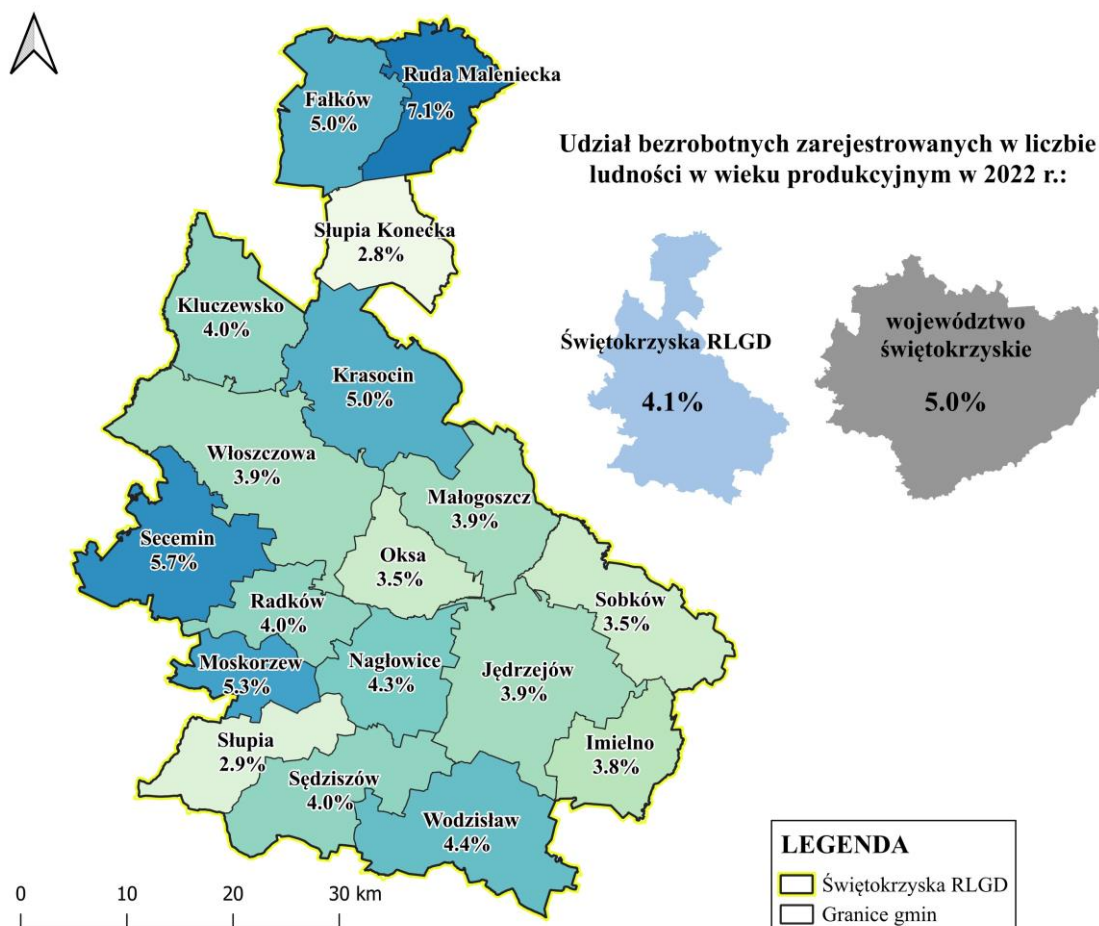 Ruda Maleniecka
7.1%
Fałków
5.0%
Udział bezrobotnych zarejestrowanych w liczbie
ludności w wieku produkcyjnym w 2022 r.:
Słupia Konecka
2.8%
Kluczewsko
4.0%
Krasocin
5.0%
Świętokrzyska RLGD
4.1%
województwo
świętokrzyskie
5.0%
Włoszczowa
3.9%
Małogoszcz
3.9%
Secemin
5.7%
Oksa
3.5%
Radków
4.0%
Sobków
3.5%
Moskorzew
5.3%
Nagłowice
4.3%
Jędrzejów
3.9%
Słupia
2.9%
Imielno
3.8%
Sędziszów
4.0%
Wodzisław
4.4%
0 10 20 30 km
LEGENDA
Świętokrzyska RLGD
Granice gmin